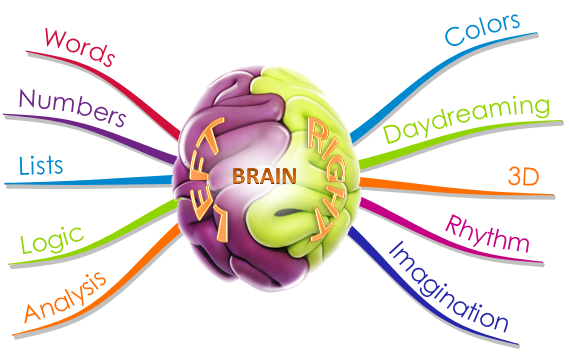 Words
Numbers
Lists
Logic
Analysis
LEFT
BRAIN
RIGHT
Colors
Daydreaming
3D
Rhythm
Imagination